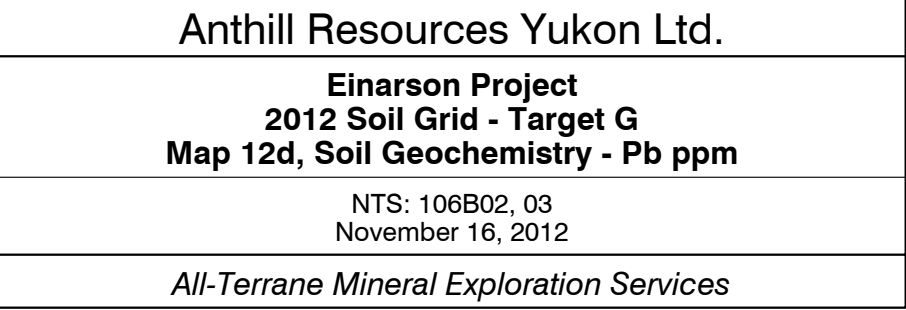 Anthill Resources Yukon Ltd.
Einarson Project
2012 Soil Grid - Target G
Map 12d, Soil Geochemistry - Pb ppm
NTS: 106B02, 03
November 16, 2012
All-Terrane Mineral Exploration Services